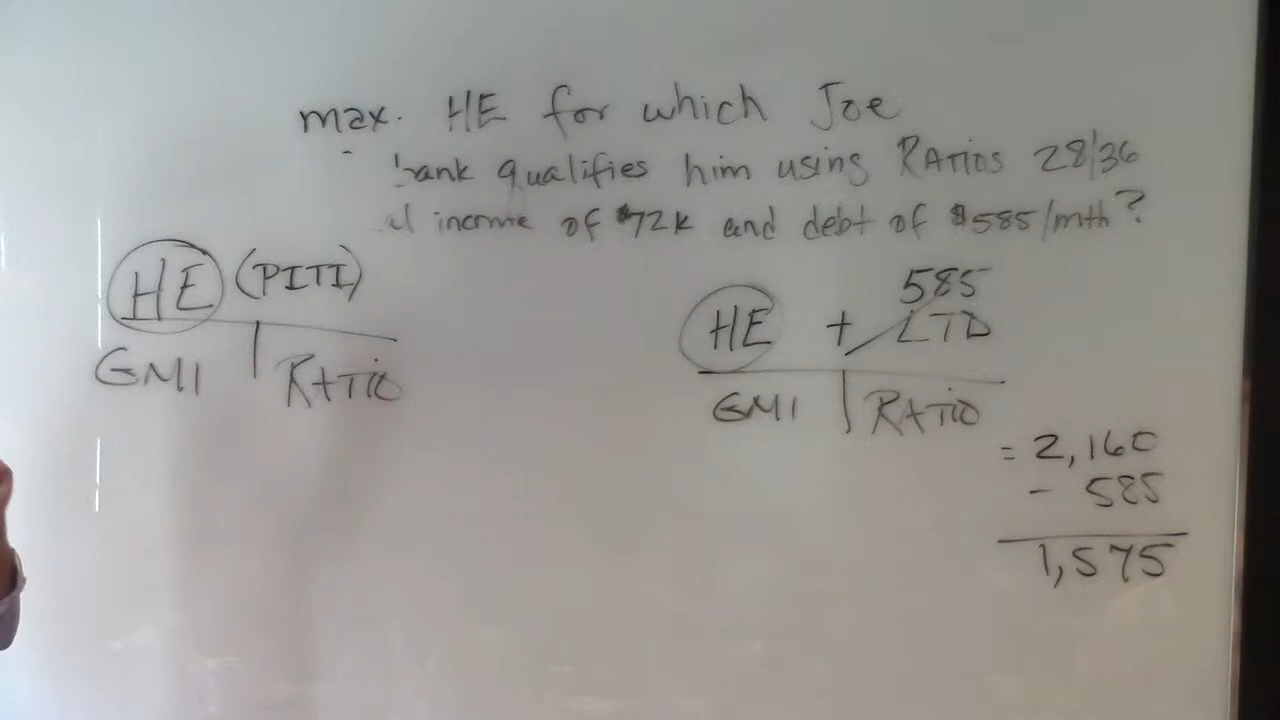 max. HE for which Joe
bank qualifies him using RATIOS 28/36
income of $72k and debt of $585/mth?
HE (PITI)
GMI RATIO
585
HE + LTD
GMI RATIO
= 2,160
- 585
1,575